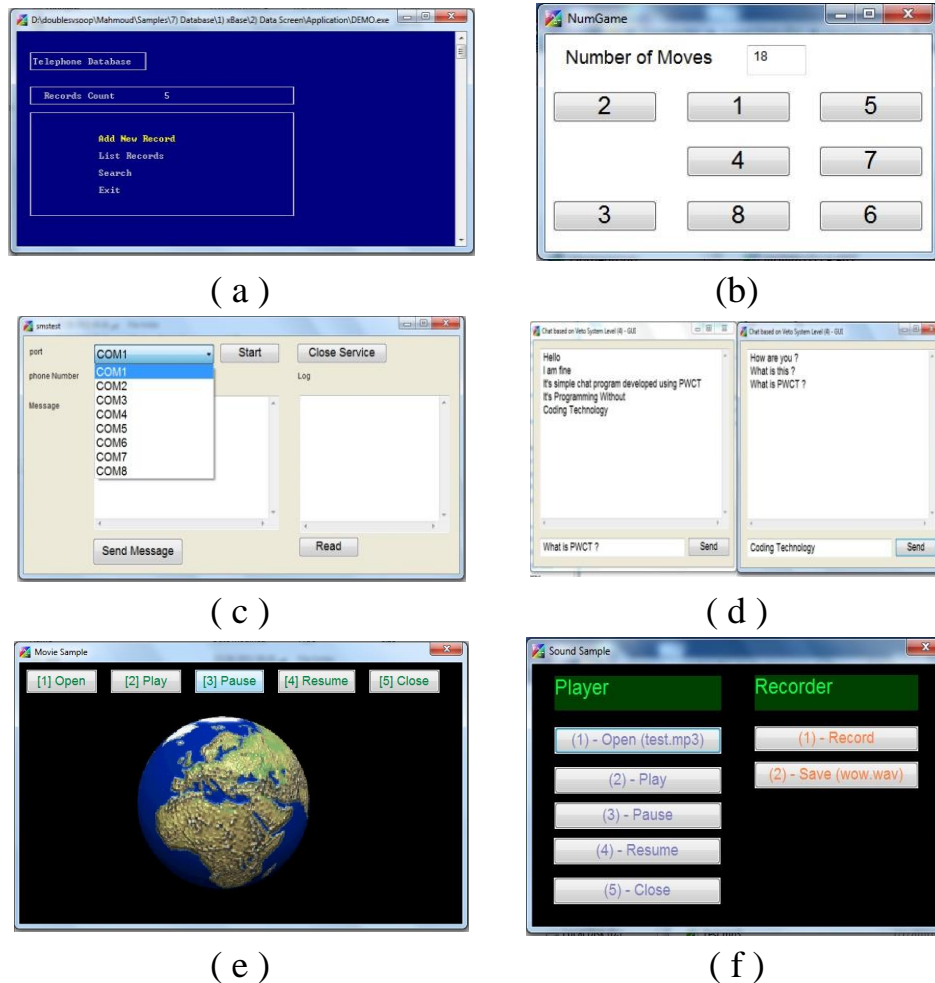 D:\doublesvsoop\Mahmoud\Samples\7) Database\1) xBase\2) Data Screen\Application\DEMO.exe
Telephone Database
Records Count 5
Add New Record
List Records
Search
Exit
( a )
NumGame
Number of Moves 18
2 1 5
4 7
3 8 6
(b)
smstest
port COM1 Start Close Service
phone Number COM1 Log
COM2
Message COM3
COM4
COM5
COM6
COM7
COM8
Send Message Read
( c )
Chat based on Veto System Level (4) - GUI
Hello
I am fine
It's simple chat program developed using PWCT
It's Programming Without
Coding Technology
What is PWCT ? Send
Chat based on Veto System Level (4) - GUI
How are you ?
What is this ?
What is PWCT ?
Coding Technology Send
( d )
Movie Sample
[1] Open [2] Play [3] Pause [4] Resume [5] Close
( e )
Sound Sample
Player Recorder
(1) - Open (test.mp3) (1) - Record
(2) - Play (2) - Save (wow.wav)
(3) - Pause
(4) - Resume
(5) - Close
( f )